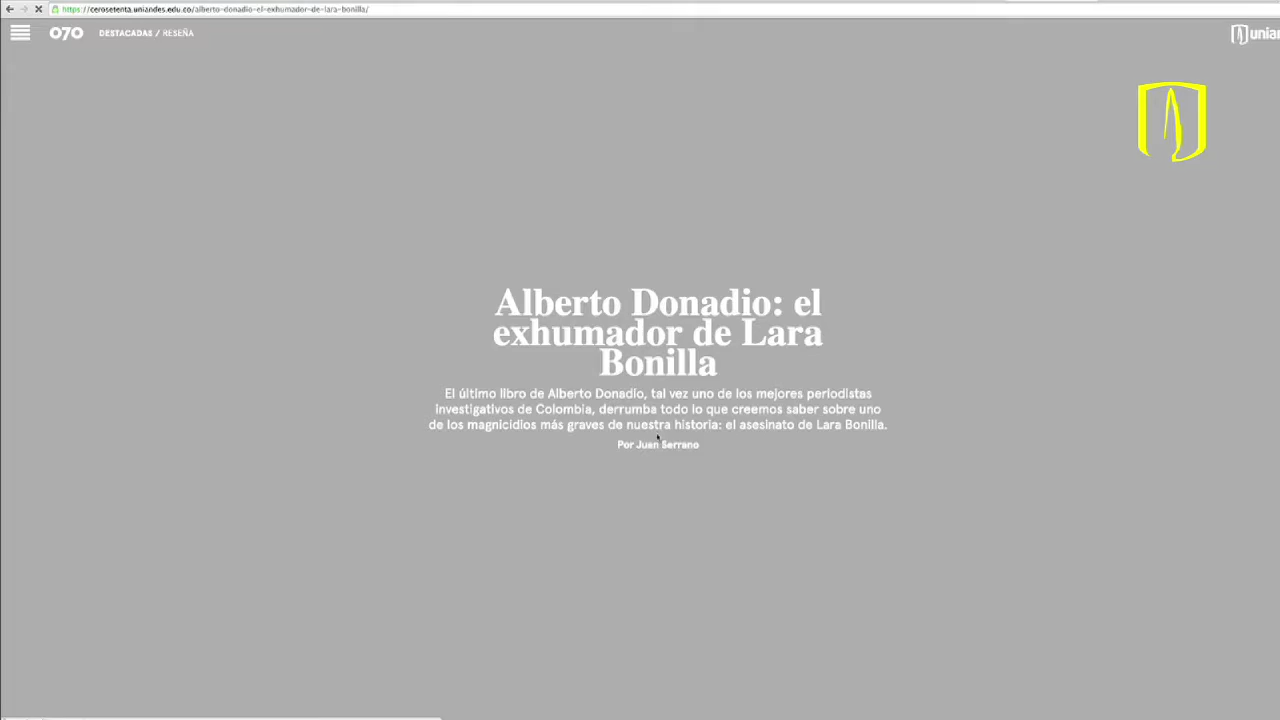 https://cerosetenta.uniandes.edu.co/alberto-donadio-el-exhumador-de-lara-bonilla/
070 DESTACADAS / RESEÑA
Alberto Donadio: el
exhumador de Lara
Bonilla
El último libro de Alberto Donadio, tal vez uno de los mejores periodistas
investigativos de Colombia, derrumba todo lo que creemos saber sobre uno
de los magnicidios más graves de nuestra historia: el asesinato de Lara Bonilla.
Por Juan Serrano